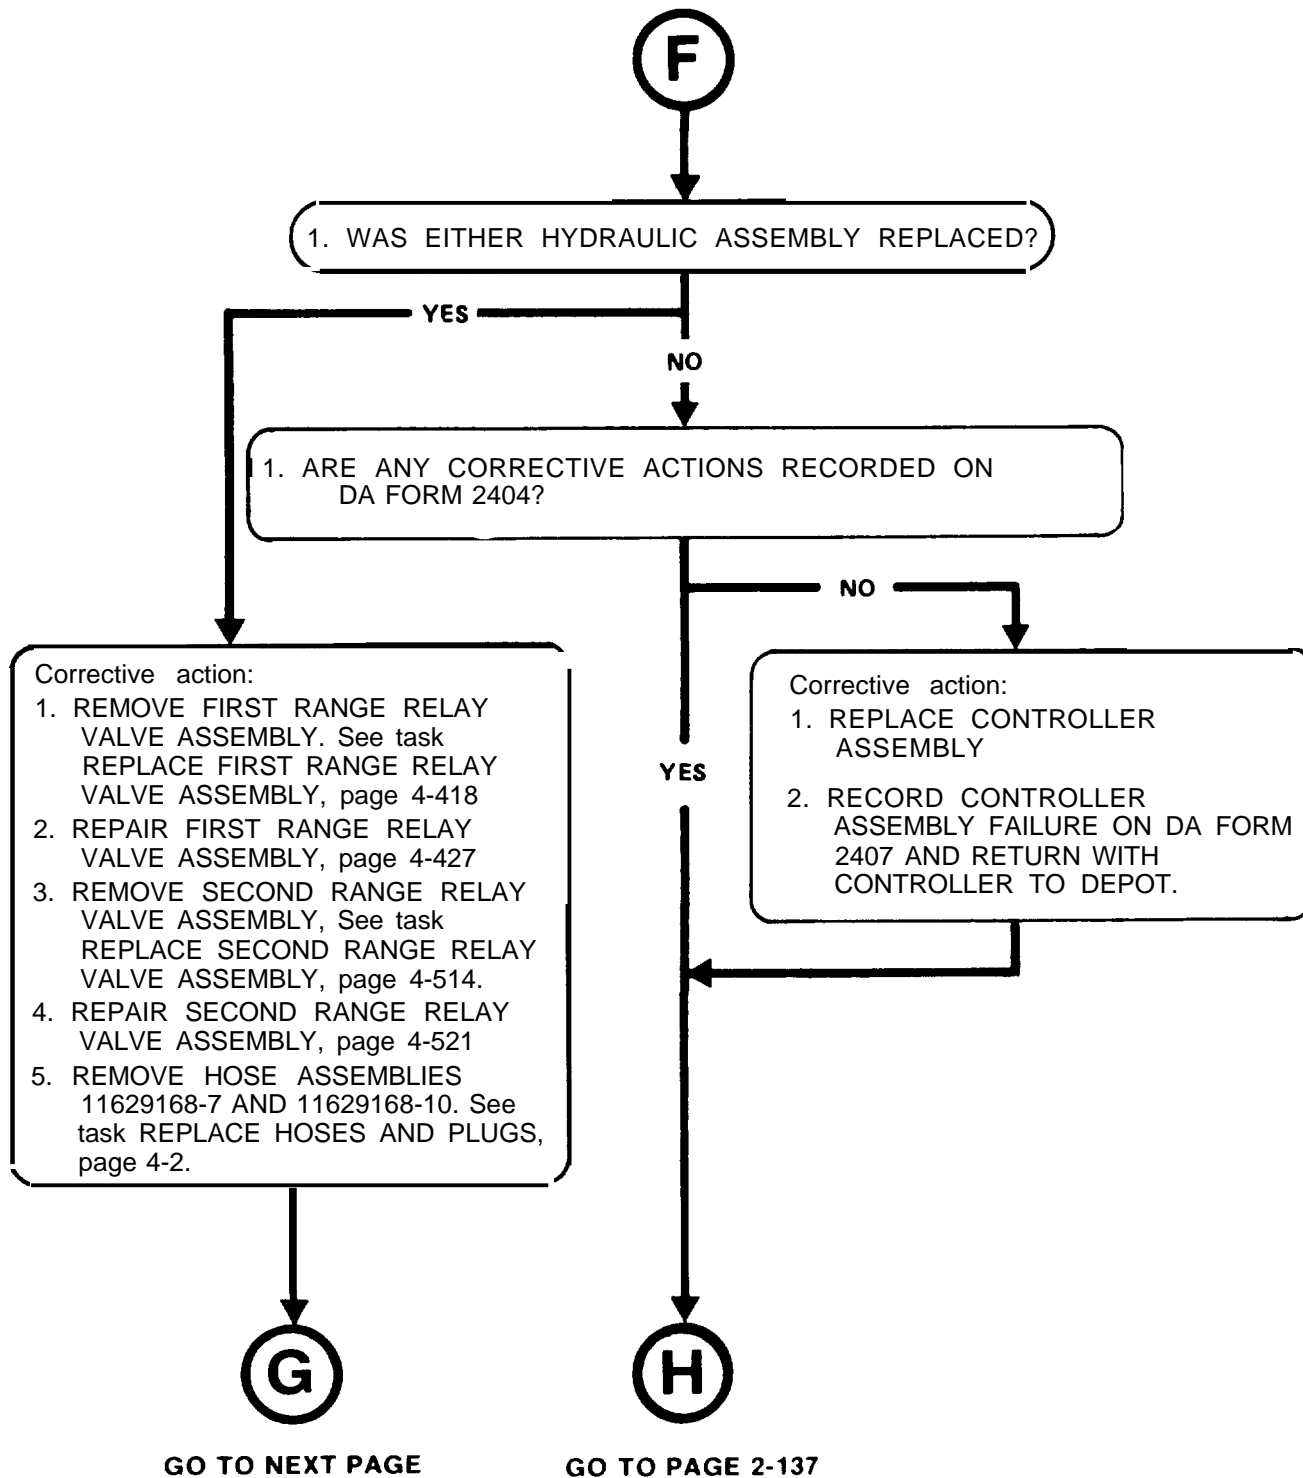 F
1. WAS EITHER HYDRAULIC ASSEMBLY REPLACED?
YES
NO
1. ARE ANY CORRECTIVE ACTIONS RECORDED ON
DA FORM 2404?
NO
YES
Corrective action:
1. REMOVE FIRST RANGE RELAY
VALVE ASSEMBLY. See task
REPLACE FIRST RANGE RELAY
VALVE ASSEMBLY, page 4-418
2. REPAIR FIRST RANGE RELAY
VALVE ASSEMBLY, page 4-427
3. REMOVE SECOND RANGE RELAY
VALVE ASSEMBLY, See task
REPLACE SECOND RANGE RELAY
VALVE ASSEMBLY, page 4-514.
4. REPAIR SECOND RANGE RELAY
VALVE ASSEMBLY, page 4-521
5. REMOVE HOSE ASSEMBLIES
11629168-7 AND 11629168-10. See
task REPLACE HOSES AND PLUGS,
page 4-2.
Corrective action:
1. REPLACE CONTROLLER
ASSEMBLY
2. RECORD CONTROLLER
ASSEMBLY FAILURE ON DA FORM
2407 AND RETURN WITH
CONTROLLER TO DEPOT.
G
H
GO TO NEXT PAGE
GO TO PAGE 2-137